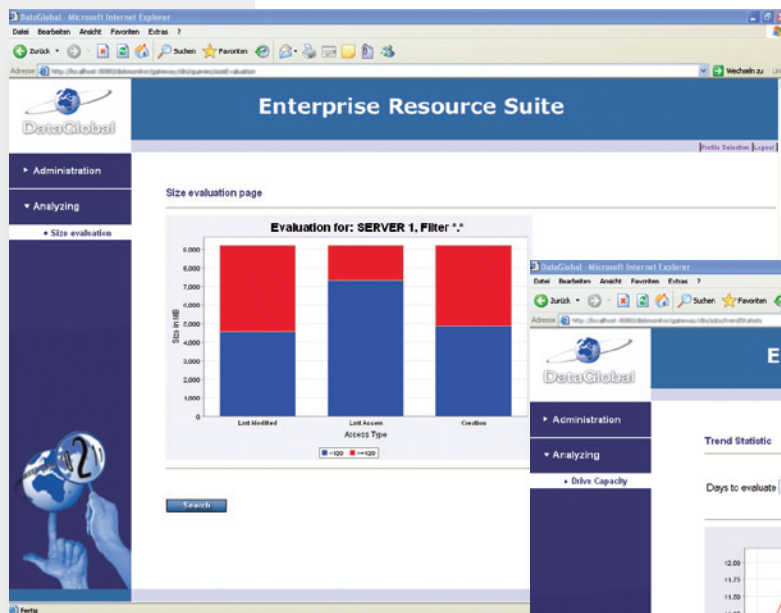 DataGlobal - Microsoft Internet Explorer
Datei Bearbeiten Ansicht Favoriten Extras ?
Zurück Suchen Favoriten
Adresse Wechseln zu
DataGlobal
Enterprise Resource Suite
Profile Selection Logout
Administration
Analyzing
Size evaluation
Size evaluation page
Evaluation for: SERVER 1, Filter *.*
Size in MB
9,000
8,000
7,000
6,000
5,000
4,000
3,000
2,000
1,000
0
Last Modified Last Access Creation
Access Type
<120 >=120
Search
Fertig
DataGlobal - Microsoft Internet Explorer
Datei Bearbeiten Ansicht Favoriten Extras ?
Zurück Suchen Favoriten
Adresse
DataGlobal
E
Administration
Analyzing
Drive Capacity
Trend Statistic
Days to evaluate
12.00
11.75
11.50